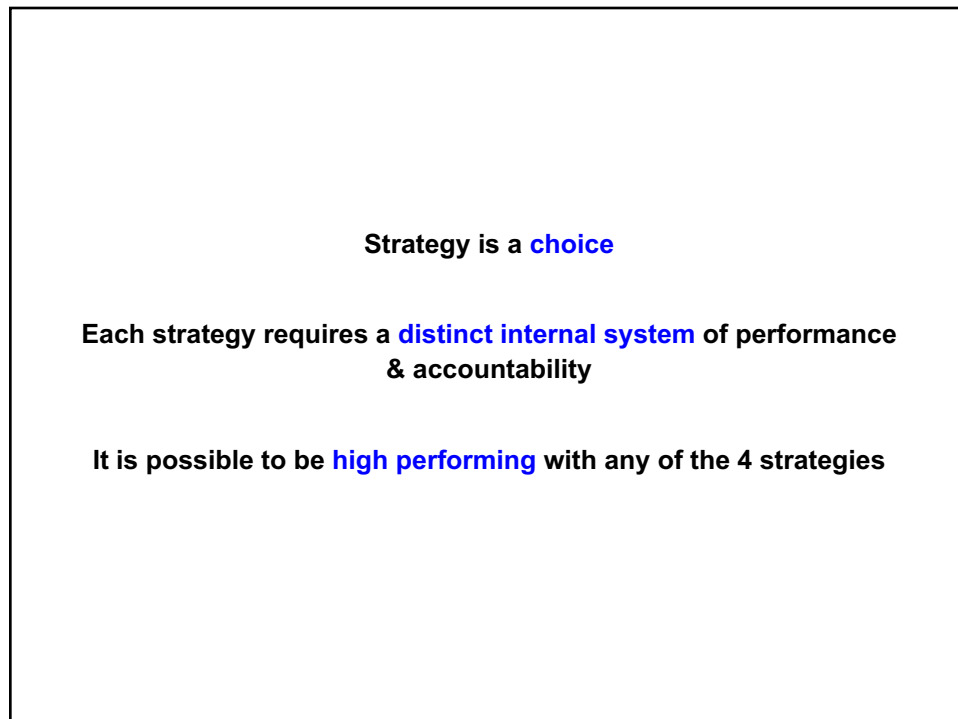 Strategy is a choice
Each strategy requires a distinct internal system of performance
& accountability
It is possible to be high performing with any of the 4 strategies